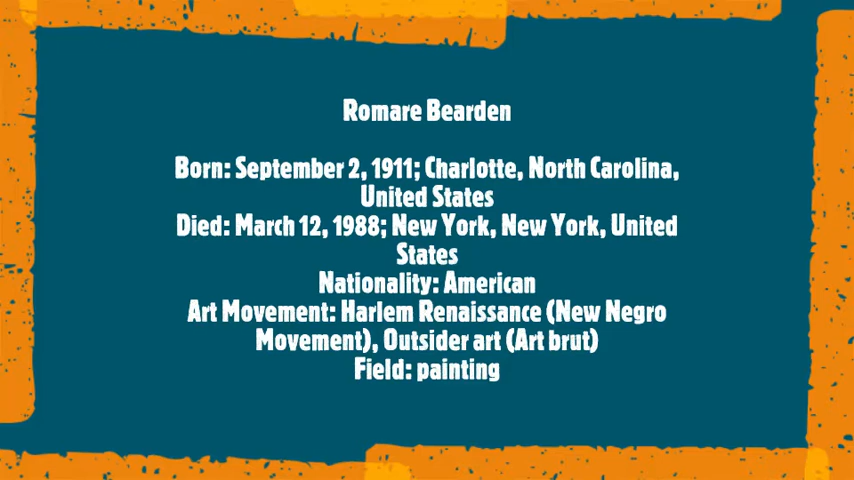 Romare Bearden
Born: September 2, 1911; Charlotte, North Carolina,
United States
Died: March 12, 1988; New York, New York, United
States
Nationality: American
Art Movement: Harlem Renaissance (New Negro
Movement), Outsider art (Art brut)
Field: painting